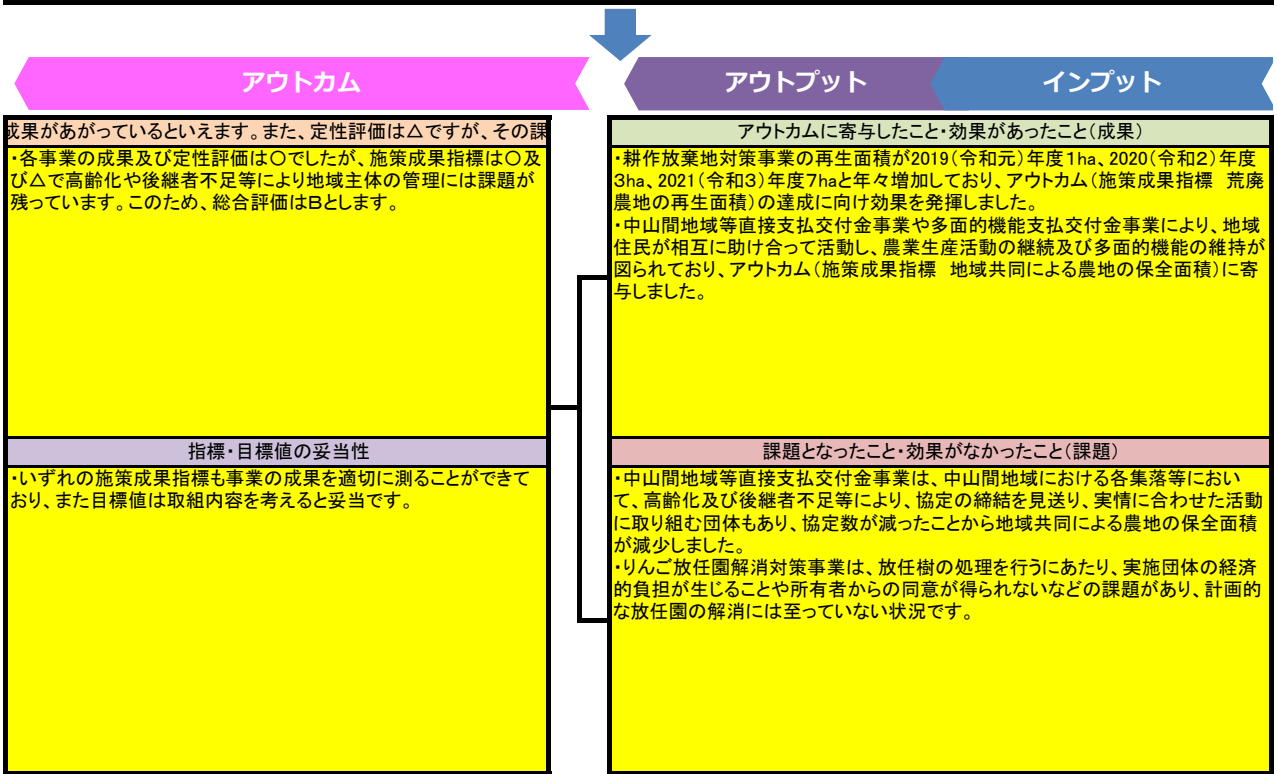 アウトカム
アウトプット
インプット
成果があがっているといえます。また、定性評価は△ですが、その課
・各事業の成果及び定性評価は〇でしたが、施策成果指標は〇及
び△で高齢化や後継者不足等により地域主体の管理には課題が
残っています。このため、総合評価はBとします。
指標・目標値の妥当性
・いずれの施策成果指標も事業の成果を適切に測ることができて
おり、また目標値は取組内容を考えると妥当です。
アウトカムに寄与したこと・効果があったこと(成果)
・耕作放棄地対策事業の再生面積が2019(令和元)年度1ha、2020(令和2)年度
3ha、2021(令和3)年度7haと年々増加しており、アウトカム(施策成果指標　荒廃
農地の再生面積)の達成に向け効果を発揮しました。
・中山間地域等直接支払交付金事業や多面的機能支払交付金事業により、地域
住民が相互に助け合って活動し、農業生産活動の継続及び多面的機能の維持が
図られており、アウトカム(施策成果指標　地域共同による農地の保全面積)に寄
与しました。
課題となったこと・効果がなかったこと(課題)
・中山間地域等直接支払交付金事業は、中山間地域における各集落等におい
て、高齢化及び後継者不足等により、協定の締結を見送り、実情に合わせた活動
に取り組む団体もあり、協定数が減ったことから地域共同による農地の保全面積
が減少しました。
・りんご放任園解消対策事業は、放任樹の処理を行うにあたり、実施団体の経済
的負担が生じることや所有者からの同意が得られないなどの課題があり、計画的
な放任園の解消には至っていない状況です。